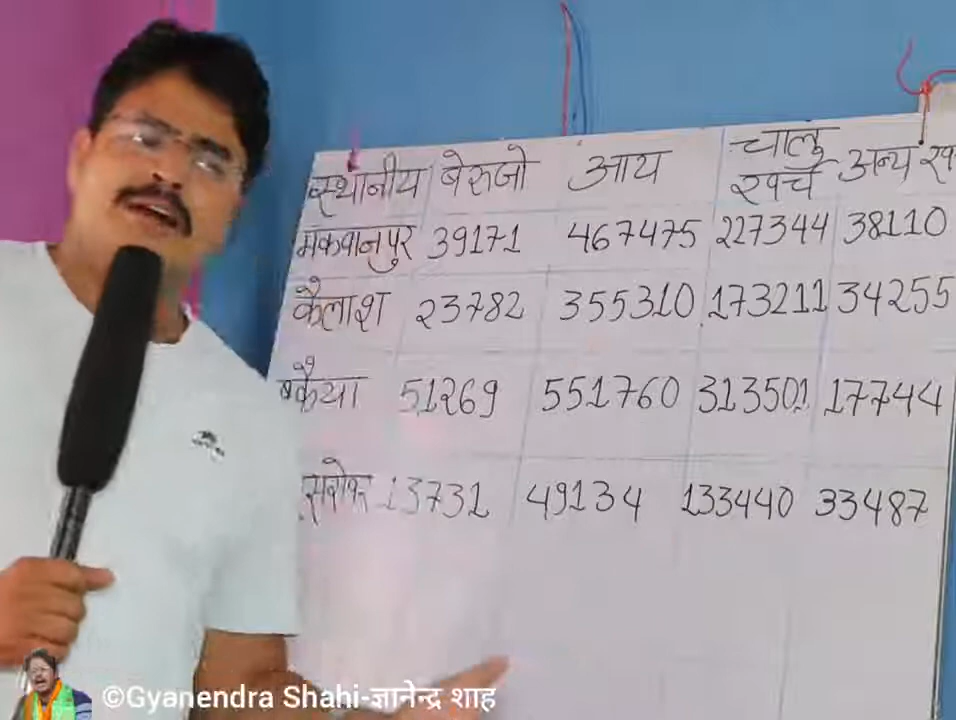 स्थानीय बेरुजो आय चालु खर्च अन्य
मकवानपुर 39171 467475 227344 38110
कैलाश 23782 355310 173211 34255
बकैया 51269 551760 313501 17744
13731 49134 133440 33487
©Gyanendra Shahi-ज्ञानेन्द्र शाह